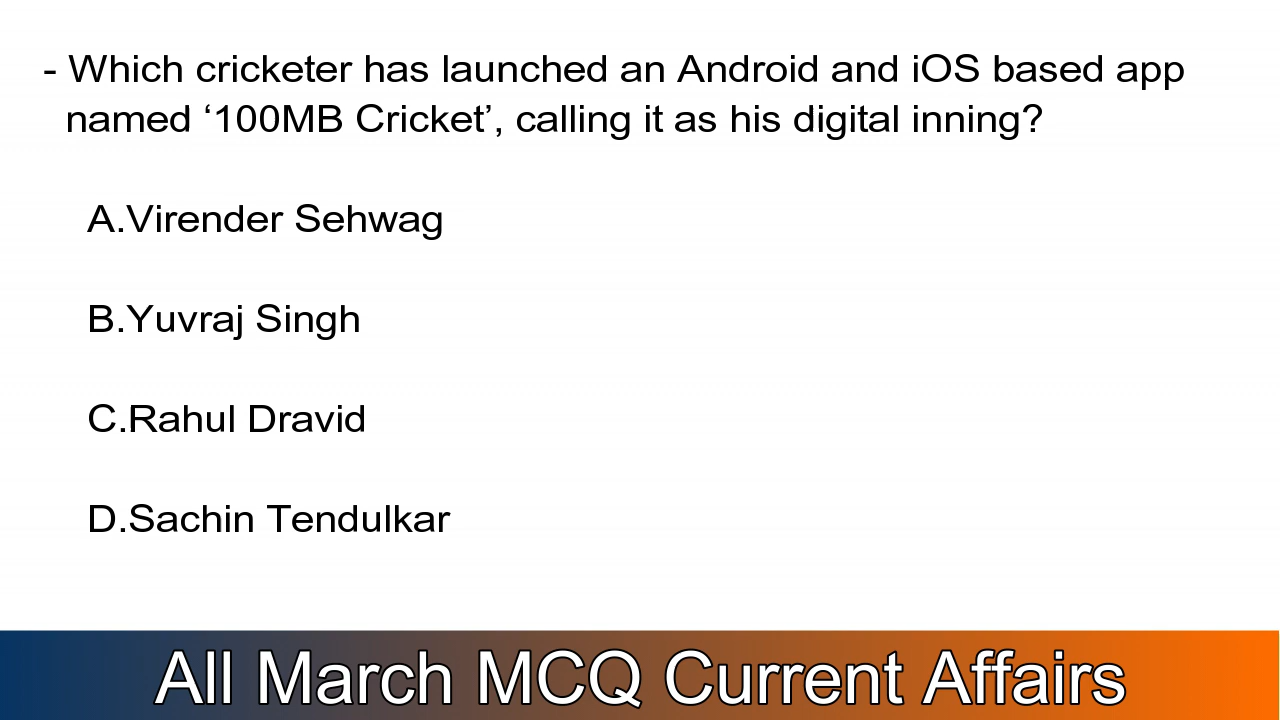 - Which cricketer has launched an Android and iOS based app
named ‘100MB Cricket’, calling it as his digital inning?
A.Virender Sehwag
B.Yuvraj Singh
C.Rahul Dravid
D.Sachin Tendulkar
All March MCQ Current Affairs